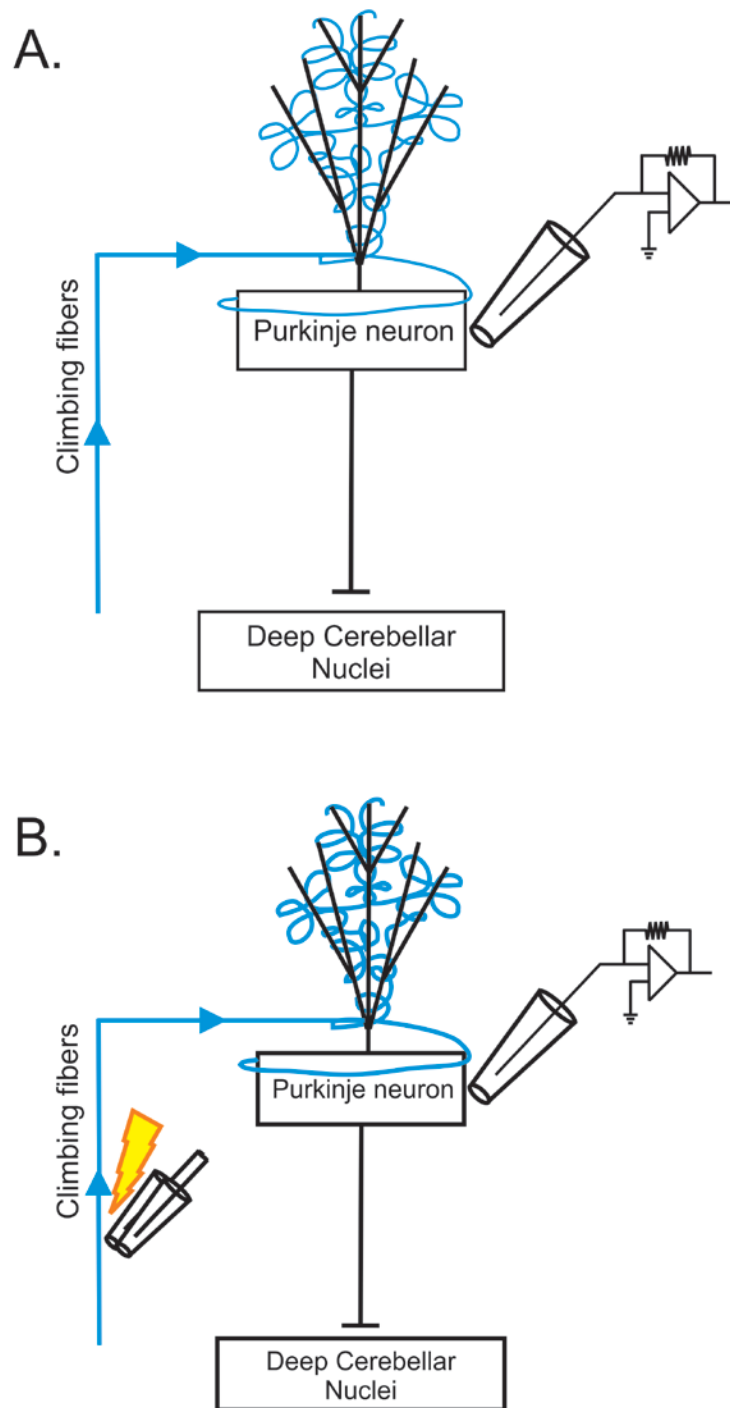 A.
Climbing fibers
Purkinje neuron
Deep Cerebellar
Nuclei
B.
Climbing fibers
Purkinje neuron
Deep Cerebellar
Nuclei